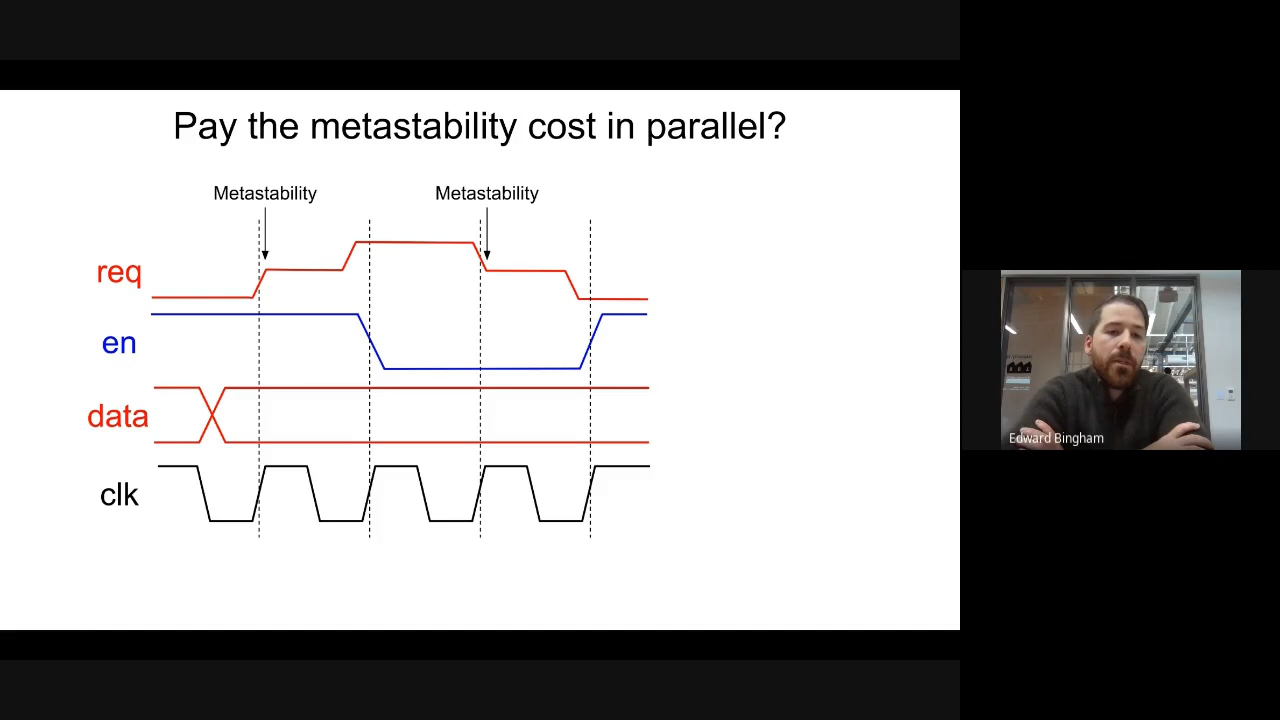 Pay the metastability cost in parallel?
Metastability
Metastability
req
en
data
clk
Edward Bingham